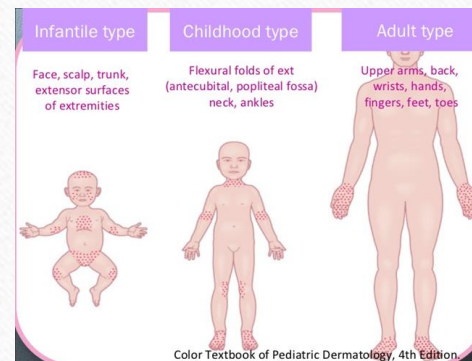 Infantile type
Face, scalp, trunk,
extensor surfaces
of extremities
Childhood type
Flexural folds of ext
(antecubital, popliteal fossa)
neck, ankles
Adult type
Upper arms, back,
wrists, hands,
fingers, feet, toes
Color Textbook of Pediatric Dermatology, 4th Edition.